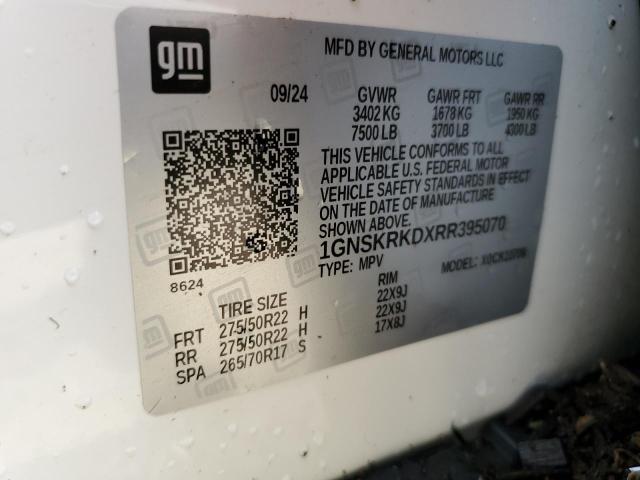 gm
MFD BY GENERAL MOTORS LLC
09/24 GVWR GAWR FRT GAWR RR
3402 KG 1678 KG 1950 KG
7500 LB 3700 LB 4300 LB
THIS VEHICLE CONFORMS TO ALL
APPLICABLE U.S. FEDERAL MOTOR
VEHICLE SAFETY STANDARDS IN EFFECT
ON THE DATE OF MANUFACTURE
SHOWN ABOVE.
1GNSKRKDXRR395070
TYPE: MPV MODEL:
8624
TIRE SIZE RIM
FRT 275/50R22 H 22X9J
RR 275/50R22 H 22X9J
SPA 265/70R17 S 17X8J